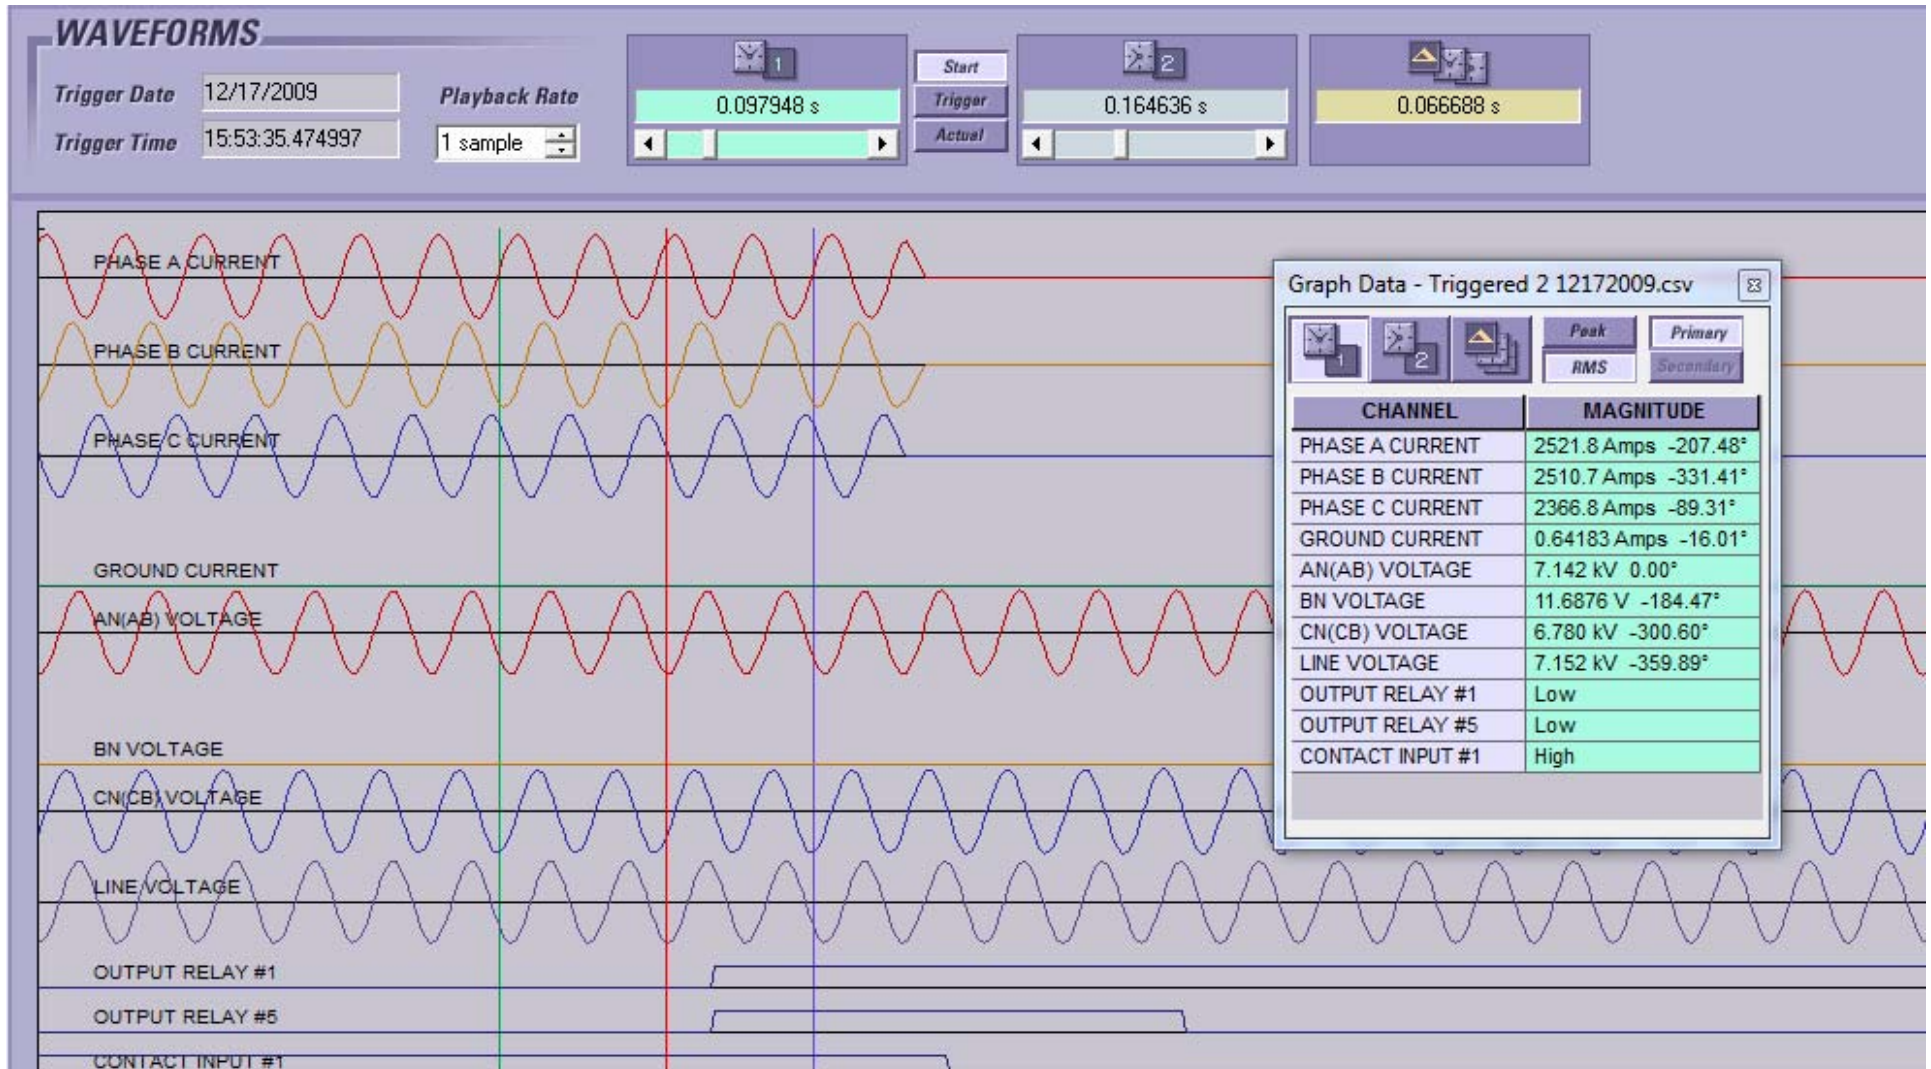 WAVEFORMS
Trigger Date 12/17/2009
Trigger Time 15:53:35.474997
Playback Rate
1 sample
1
0.097948 s
Start
Trigger
Actual
2
0.164636 s
0.066688 s
PHASE A CURRENT
PHASE B CURRENT
PHASE C CURRENT
GROUND CURRENT
AN(AB) VOLTAGE
BN VOLTAGE
CN(CB) VOLTAGE
LINE VOLTAGE
OUTPUT RELAY #1
OUTPUT RELAY #5
CONTACT INPUT #1
Graph Data - Triggered 2 12172009.csv
1 2 Peak Primary
RMS Secondary
CHANNEL MAGNITUDE
PHASE A CURRENT 2521.8 Amps -207.48°
PHASE B CURRENT 2510.7 Amps -331.41°
PHASE C CURRENT 2366.8 Amps -89.31°
GROUND CURRENT 0.64183 Amps -16.01°
AN(AB) VOLTAGE 7.142 kV 0.00°
BN VOLTAGE 11.6876 V -184.47°
CN(CB) VOLTAGE 6.780 kV -300.60°
LINE VOLTAGE 7.152 kV -359.89°
OUTPUT RELAY #1 Low
OUTPUT RELAY #5 Low
CONTACT INPUT #1 High